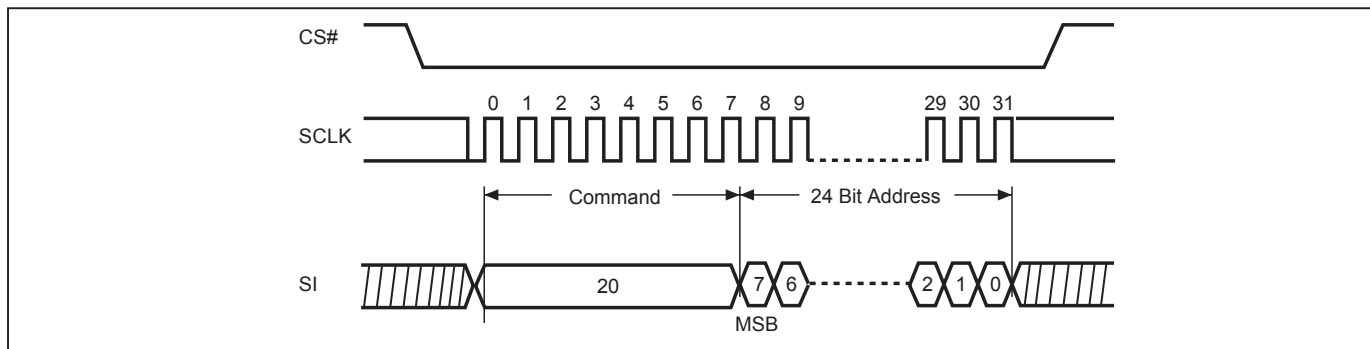 CS#
0 1 2 3 4 5 6 7 8 9 29 30 31
SCLK
Command 24 Bit Address
SI 20 7 6 2 1 0
MSB